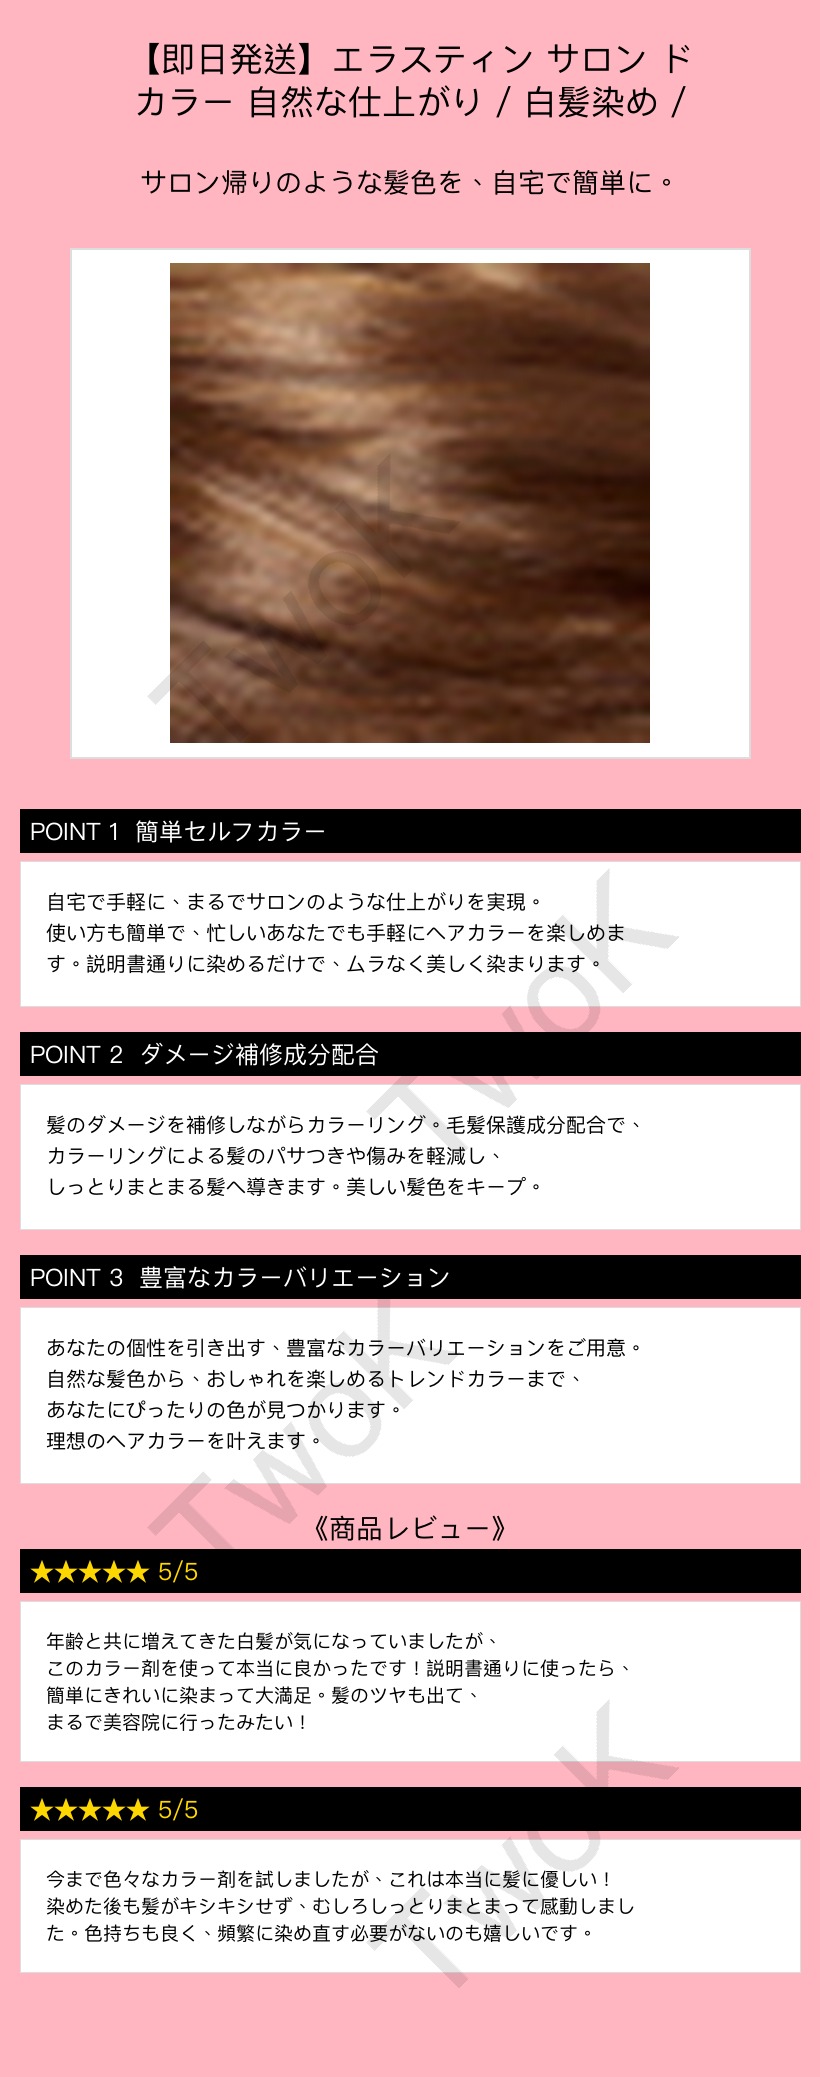 【即日発送】エラスティン サロン ド
カラー 自然な仕上がり / 白髪染め /
サロン帰りのような髪色を、自宅で簡単に。
TwoK
POINT 1 簡単セルフカラー
自宅で手軽に、まるでサロンのような仕上がりを実現。
使い方も簡単で、忙しいあなたでも手軽にヘアカラーを楽しめま
す。説明書通りに染めるだけで、ムラなく美しく染まります。
TwoK
POINT 2 ダメージ補修成分配合
髪のダメージを補修しながらカラーリング。毛髪保護成分配合で、
カラーリングによる髪のパサつきや傷みを軽減し、
しっとりまとまる髪へ導きます。美しい髪色をキープ。
POINT 3 豊富なカラーバリエーション
あなたの個性を引き出す、豊富なカラーバリエーションをご用意。
自然な髪色から、おしゃれを楽しめるトレンドカラーまで、
あなたにぴったりの色が見つかります。
理想のヘアカラーを叶えます。
TwoK
《商品レビュー》
★★★★★ 5/5
年齢と共に増えてきた白髪が気になっていましたが、
このカラー剤を使って本当に良かったです！説明書通りに使ったら、
簡単にきれいに染まって大満足。髪のツヤも出て、
まるで美容院に行ったみたい！
TwoK
★★★★★ 5/5
今まで色々なカラー剤を試しましたが、これは本当に髪に優しい！
染めた後も髪がキシキシせず、むしろしっとりまとまって感動しまし
た。色持ちも良く、頻繁に染め直す必要がないのも嬉しいです。